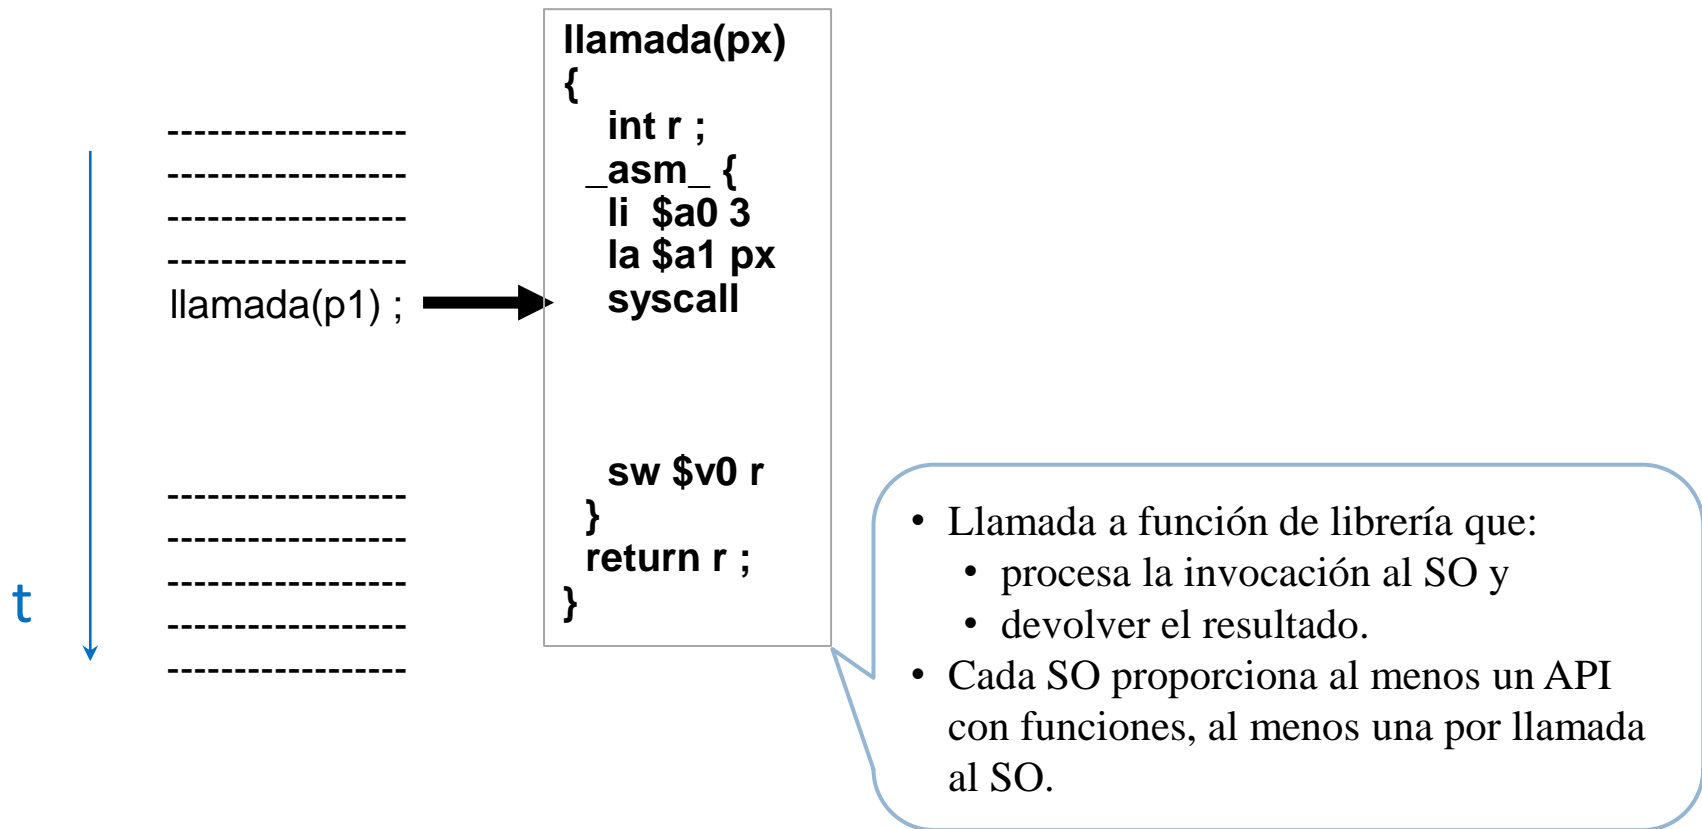 ------------------
------------------
------------------
------------------
llamada(p1) ;
------------------
------------------
------------------
------------------
------------------
t
llamada(px)
{
int r ;
_asm_ {
li $a0 3
la $a1 px
syscall
sw $v0 r
}
return r ;
}
• Llamada a función de librería que:
• procesa la invocación al SO y
• devolver el resultado.
• Cada SO proporciona al menos un API
con funciones, al menos una por llamada
al SO.